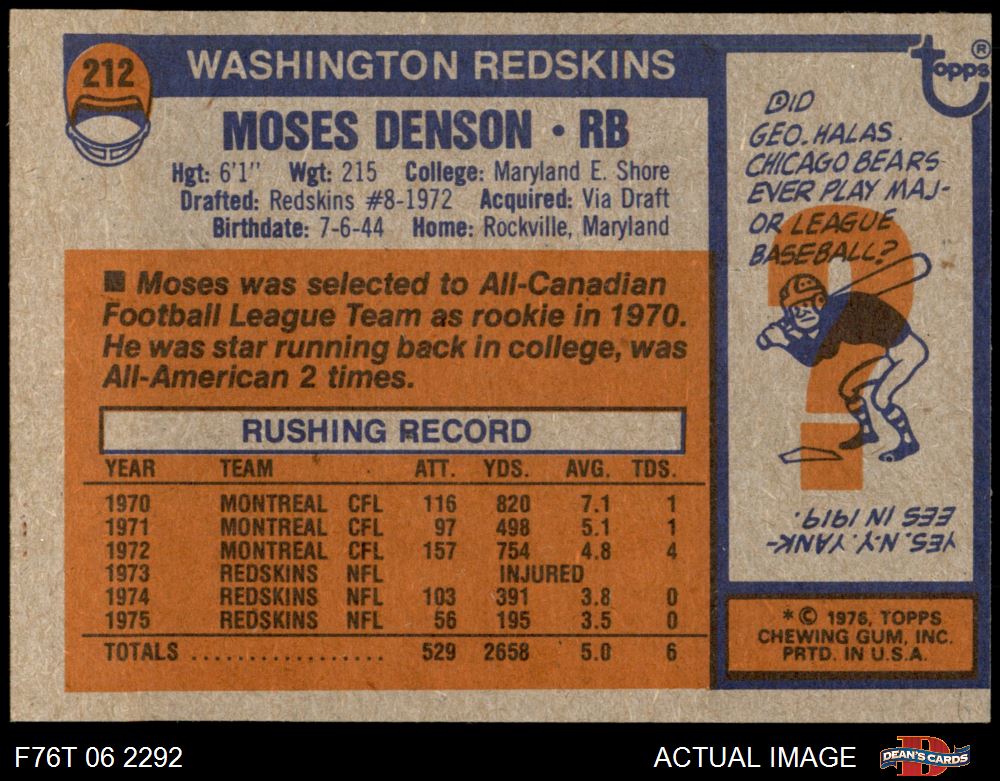 212
WASHINGTON REDSKINS
MOSES DENSON • RB
Hgt: 6'1" Wgt: 215 College: Maryland E. Shore
Drafted: Redskins #8-1972 Acquired: Via Draft
Birthdate: 7-6-44 Home: Rockville, Maryland
■ Moses was selected to All-Canadian
Football League Team as rookie in 1970.
He was star running back in college, was
All-American 2 times.
RUSHING RECORD
YEAR TEAM ATT. YDS. AVG. TDS.
1970 MONTREAL CFL 116 820 7.1 1
1971 MONTREAL CFL 97 498 5.1 1
1972 MONTREAL CFL 157 754 4.8 4
1973 REDSKINS NFL INJURED
1974 REDSKINS NFL 103 391 3.8 0
1975 REDSKINS NFL 56 195 3.5 0
TOTALS .................. 529 2658 5.0 6
topps ®
DID
GEO. HALAS
CHICAGO BEARS
EVER PLAY MAJ-
OR LEAGUE
BASEBALL?
?
YES. N.Y. YANK-
EES IN 1919.
* © 1976, TOPPS
CHEWING GUM, INC.
PRTD. IN U.S.A.
F76T 06 2292
ACTUAL IMAGE
D
DEAN'S CARDS